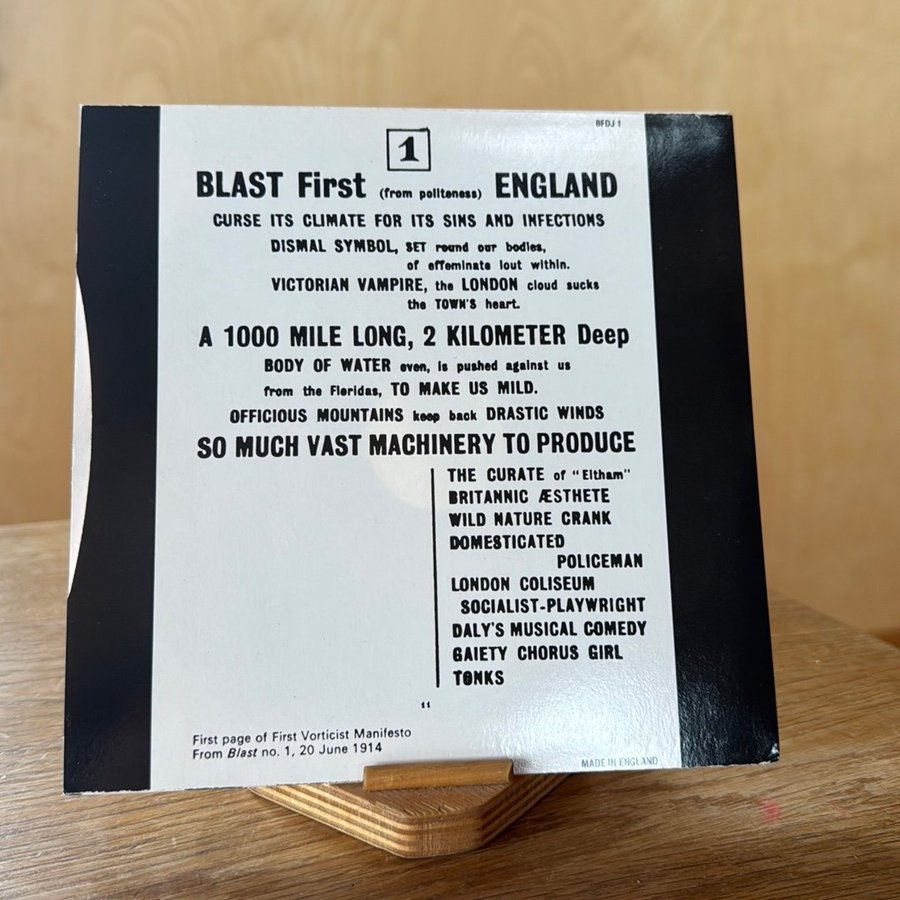 BFDJ 1
1
BLAST First (from politeness) ENGLAND
CURSE ITS CLIMATE FOR ITS SINS AND INFECTIONS
DISMAL SYMBOL, SET round our bodies,
of effeminate lout within.
VICTORIAN VAMPIRE, the LONDON cloud sucks
the TOWN'S heart.
A 1000 MILE LONG, 2 KILOMETER Deep
BODY OF WATER even, is pushed against us
from the Floridas, TO MAKE US MILD.
OFFICIOUS MOUNTAINS keep back DRASTIC WINDS
SO MUCH VAST MACHINERY TO PRODUCE
THE CURATE of "Eltham"
BRITANNIC ÆSTHETE
WILD NATURE CRANK
DOMESTICATED
POLICEMAN
LONDON COLISEUM
SOCIALIST-PLAYWRIGHT
DALY'S MUSICAL COMEDY
GAIETY CHORUS GIRL
TONKS
11
First page of First Vorticist Manifesto
From Blast no. 1, 20 June 1914
MADE IN ENGLAND